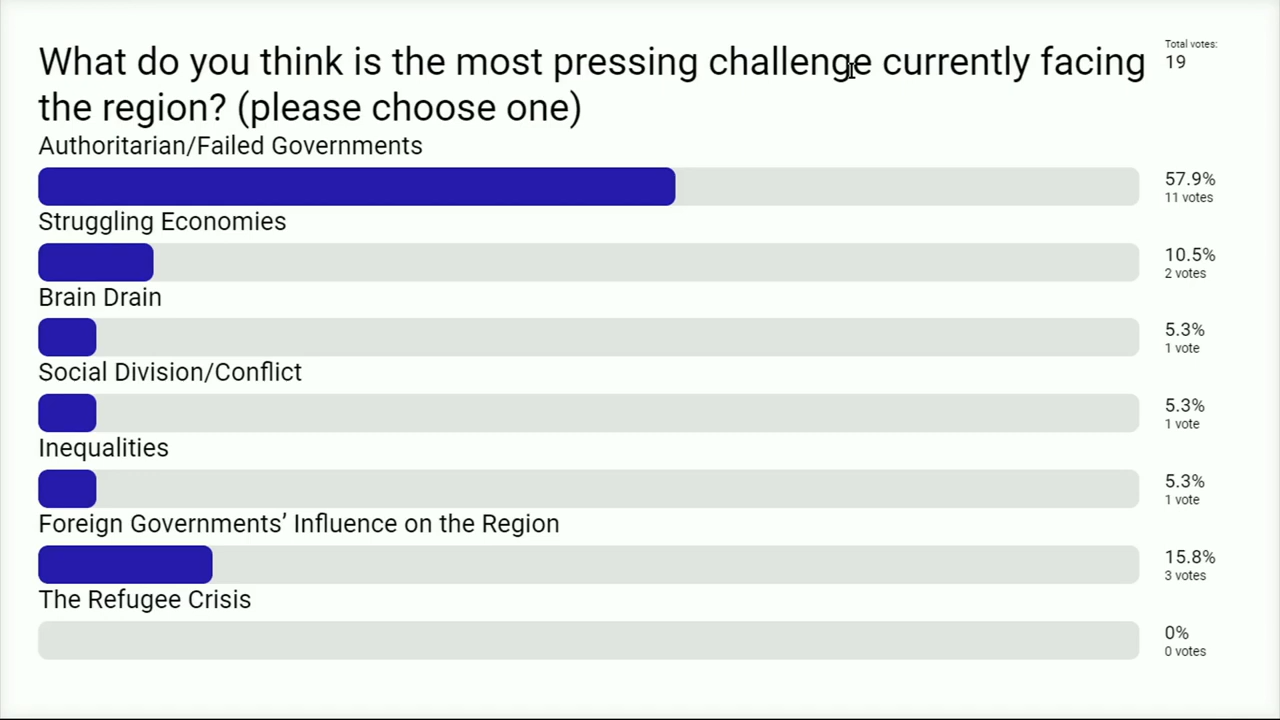 What do you think is the most pressing challenge currently facing
the region? (please choose one)
Total votes:
19
Authoritarian/Failed Governments
57.9%
11 votes
Struggling Economies
10.5%
2 votes
Brain Drain
5.3%
1 vote
Social Division/Conflict
5.3%
1 vote
Inequalities
5.3%
1 vote
Foreign Governments’ Influence on the Region
15.8%
3 votes
The Refugee Crisis
0%
0 votes